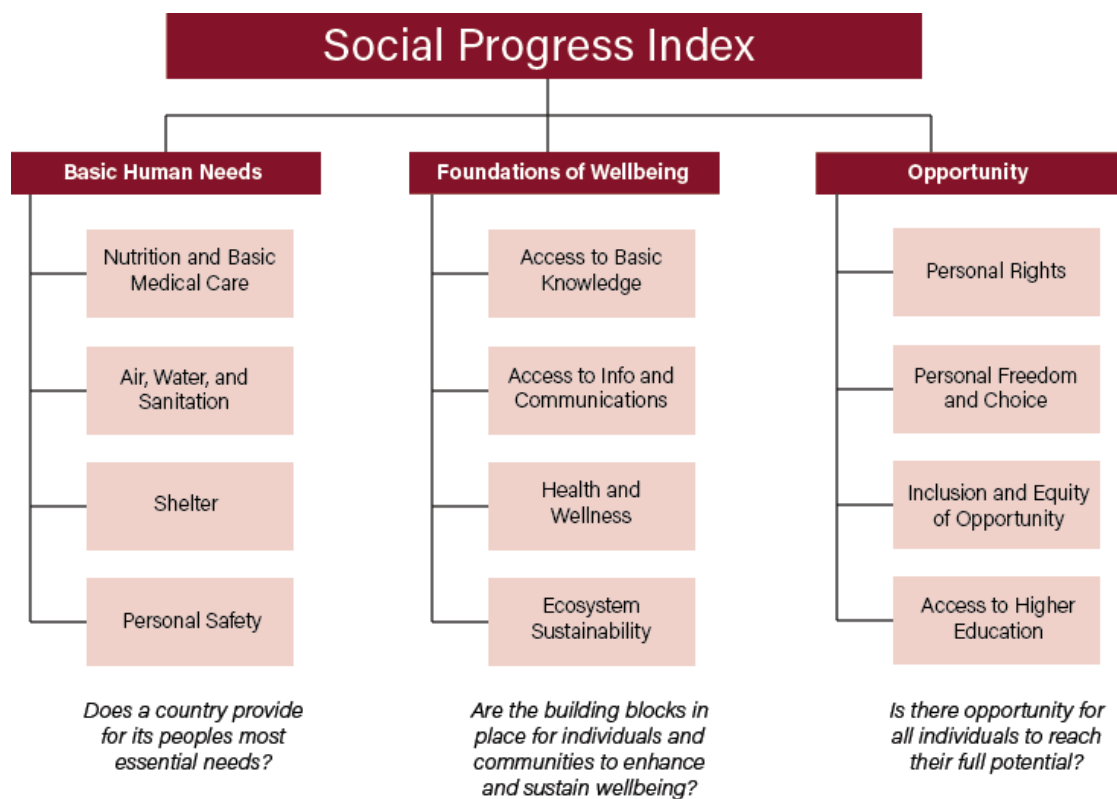 Social Progress Index
Basic Human Needs
Nutrition and Basic
Medical Care
Air, Water, and
Sanitation
Shelter
Personal Safety
Does a country provide
for its peoples most
essential needs?
Foundations of Wellbeing
Access to Basic
Knowledge
Access to Info and
Communications
Health and
Wellness
Ecosystem
Sustainability
Are the building blocks in
place for individuals and
communities to enhance
and sustain wellbeing?
Opportunity
Personal Rights
Personal Freedom
and Choice
Inclusion and Equity
of Opportunity
Access to Higher
Education
Is there opportunity for
all individuals to reach
their full potential?